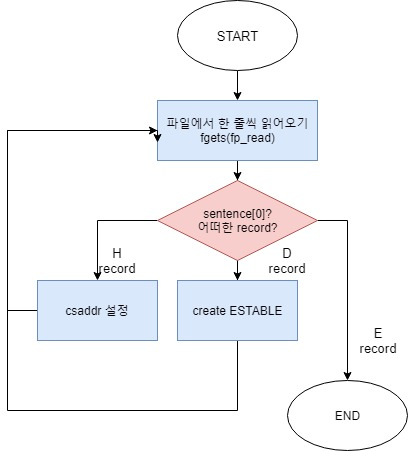 START
파일에서 한 줄씩 읽어오기
fgets(fp_read)
sentence[0]?
어떠한 record?
H
record
D
record
csaddr 설정
create ESTABLE
E
record
END